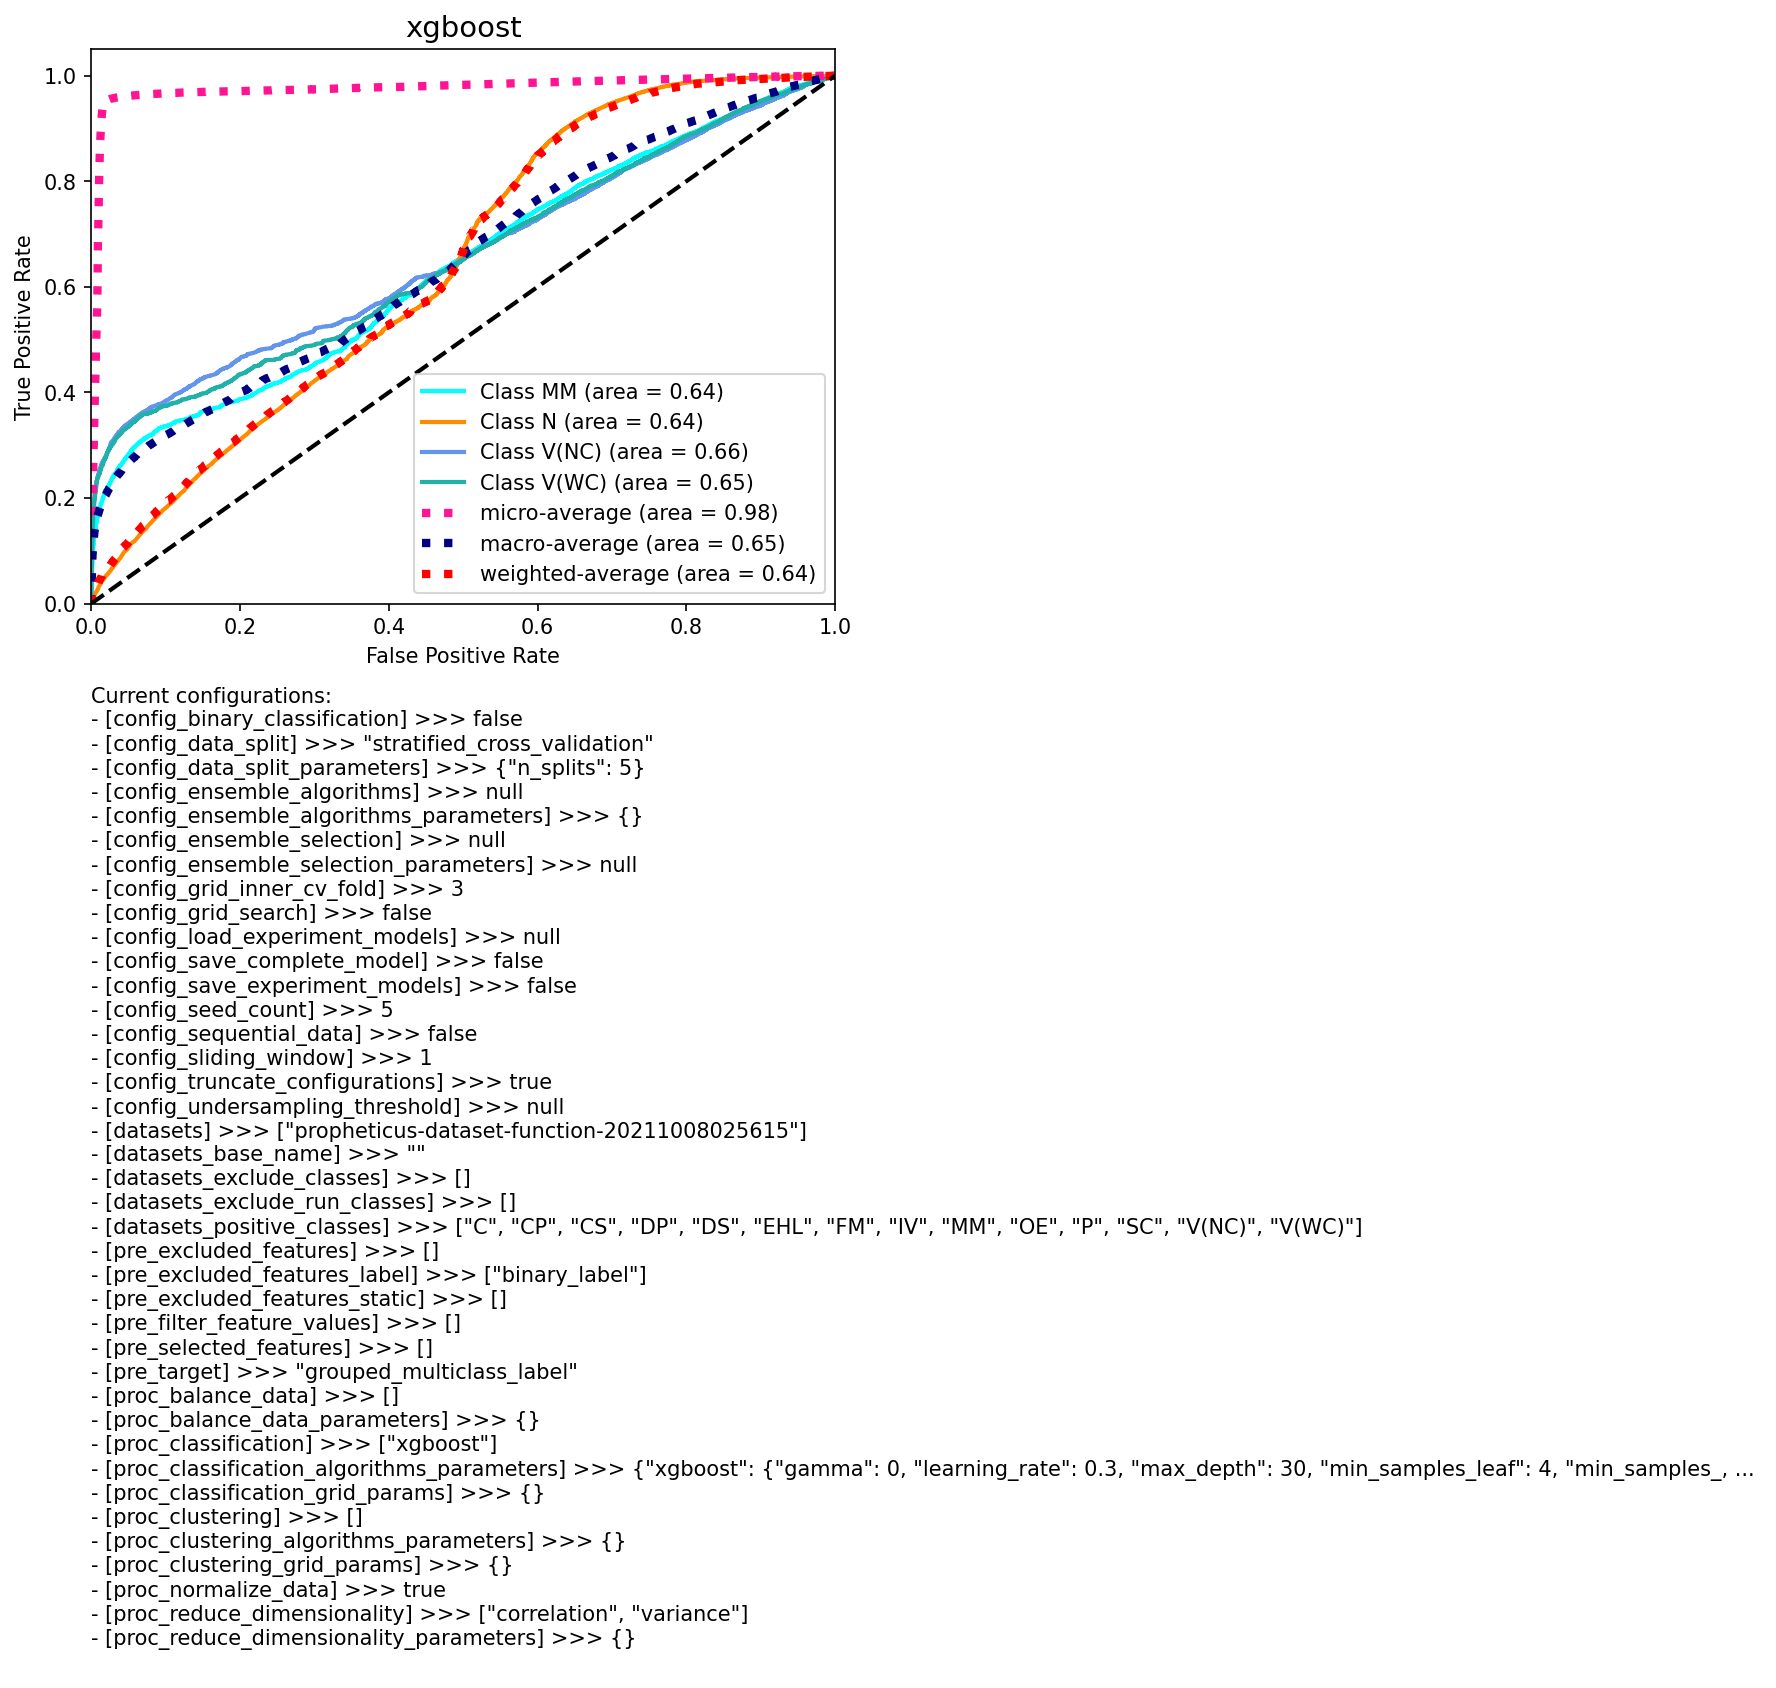 xgboost
1.0
0.8
0.6
0.4
0.2
0.0
True Positive Rate
Class MM (area = 0.64)
Class N (area = 0.64)
Class V(NC) (area = 0.66)
Class V(WC) (area = 0.65)
micro-average (area = 0.98)
macro-average (area = 0.65)
weighted-average (area = 0.64)
0.0 0.2 0.4 0.6 0.8 1.0
False Positive Rate
Current configurations:
- [config_binary_classification] >>> false
- [config_data_split] >>> "stratified_cross_validation"
- [config_data_split_parameters] >>> {"n_splits": 5}
- [config_ensemble_algorithms] >>> null
- [config_ensemble_algorithms_parameters] >>> {}
- [config_ensemble_selection] >>> null
- [config_ensemble_selection_parameters] >>> null
- [config_grid_inner_cv_fold] >>> 3
- [config_grid_search] >>> false
- [config_load_experiment_models] >>> null
- [config_save_complete_model] >>> false
- [config_save_experiment_models] >>> false
- [config_seed_count] >>> 5
- [config_sequential_data] >>> false
- [config_sliding_window] >>> 1
- [config_truncate_configurations] >>> true
- [config_undersampling_threshold] >>> null
- [datasets] >>> ["propheticus-dataset-function-20211008025615"]
- [datasets_base_name] >>> ""
- [datasets_exclude_classes] >>> []
- [datasets_exclude_run_classes] >>> []
- [datasets_positive_classes] >>> ["C", "CP", "CS", "DP", "DS", "EHL", "FM", "IV", "MM", "OE", "P", "SC", "V(NC)", "V(WC)"]
- [pre_excluded_features] >>> []
- [pre_excluded_features_label] >>> ["binary_label"]
- [pre_excluded_features_static] >>> []
- [pre_filter_feature_values] >>> []
- [pre_selected_features] >>> []
- [pre_target] >>> "grouped_multiclass_label"
- [proc_balance_data] >>> []
- [proc_balance_data_parameters] >>> {}
- [proc_classification] >>> ["xgboost"]
- [proc_classification_algorithms_parameters] >>> {"xgboost": {"gamma": 0, "learning_rate": 0.3, "max_depth": 30, "min_samples_leaf": 4, "min_samples_, ...
- [proc_classification_grid_params] >>> {}
- [proc_clustering] >>> []
- [proc_clustering_algorithms_parameters] >>> {}
- [proc_clustering_grid_params] >>> {}
- [proc_normalize_data] >>> true
- [proc_reduce_dimensionality] >>> ["correlation", "variance"]
- [proc_reduce_dimensionality_parameters] >>> {}